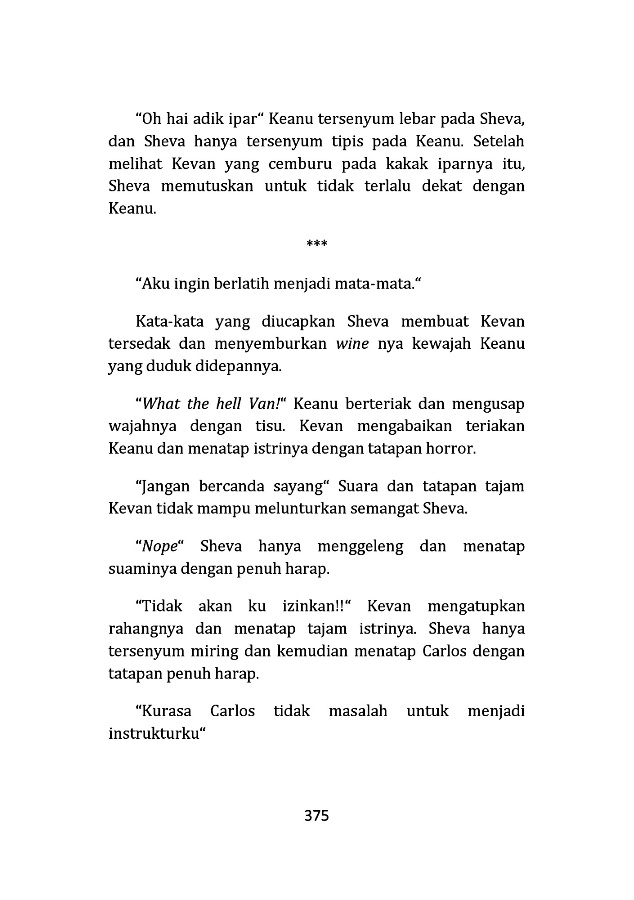 “Oh hai adik ipar“ Keanu tersenyum lebar pada Sheva,
dan Sheva hanya tersenyum tipis pada Keanu. Setelah
melihat Kevan yang cemburu pada kakak iparnya itu,
Sheva memutuskan untuk tidak terlalu dekat dengan
Keanu.
***
“Aku ingin berlatih menjadi mata-mata.“
Kata-kata yang diucapkan Sheva membuat Kevan
tersedak dan menyemburkan wine nya kewajah Keanu
yang duduk didepannya.
“What the hell Van!“ Keanu berteriak dan mengusap
wajahnya dengan tisu. Kevan mengabaikan teriakan
Keanu dan menatap istrinya dengan tatapan horror.
“Jangan bercanda sayang“ Suara dan tatapan tajam
Kevan tidak mampu melunturkan semangat Sheva.
“Nope“ Sheva hanya menggeleng dan menatap
suaminya dengan penuh harap.
“Tidak akan ku izinkan!!“ Kevan mengatupkan
rahangnya dan menatap tajam istrinya. Sheva hanya
tersenyum miring dan kemudian menatap Carlos dengan
tatapan penuh harap.
“Kurasa Carlos tidak masalah untuk menjadi
instrukturku“
375